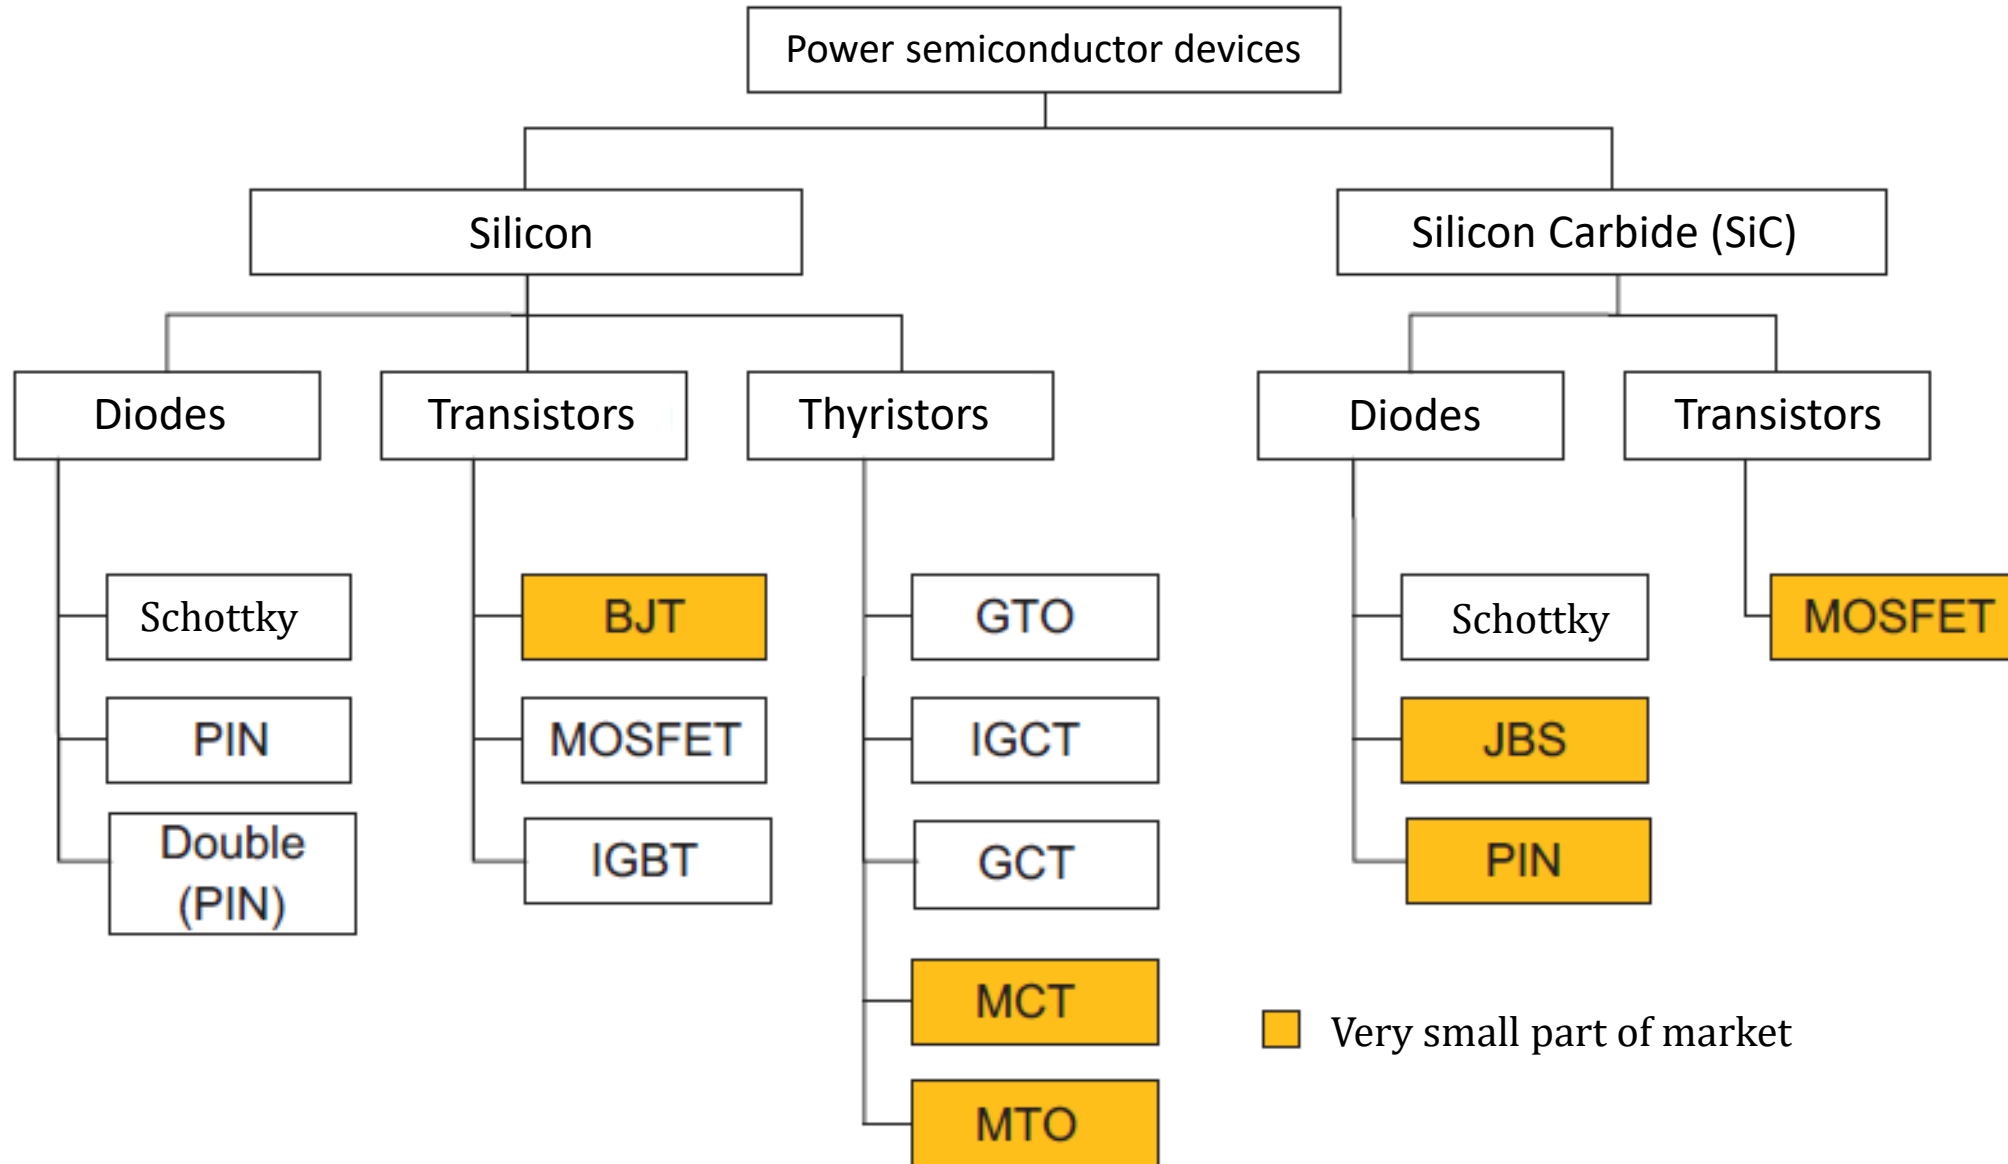 Power semiconductor devices
Silicon
Silicon Carbide (SiC)
Diodes
Transistors
Thyristors
Diodes
Transistors
Schottky
BJT
GTO
Schottky
MOSFET
PIN
MOSFET
IGCT
JBS
Double
(PIN)
IGBT
GCT
PIN
MCT
Very small part of market
MTO